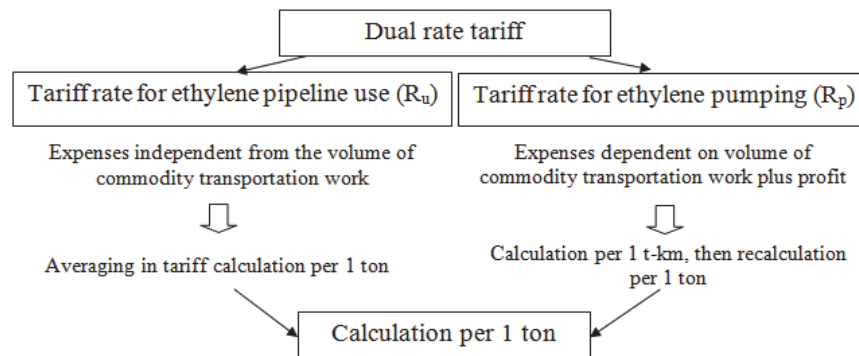 Dual rate tariff
Tariff rate for ethylene pipeline use (Rᵤ)
Tariff rate for ethylene pumping (Rₚ)
Expenses independent from the volume of
commodity transportation work
Expenses dependent on volume of
commodity transportation work plus profit
Averaging in tariff calculation per 1 ton
Calculation per 1 t-km, then recalculation
per 1 ton
Calculation per 1 ton